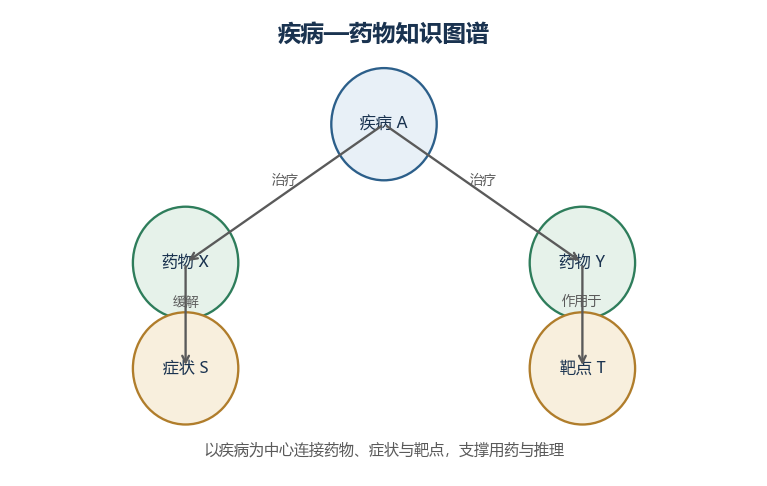 疾病—药物知识图谱
疾病 A
治疗
治疗
药物 X
药物 Y
缓解
作用于
症状 S
靶点 T
以疾病为中心连接药物、症状与靶点，支撑用药与推理